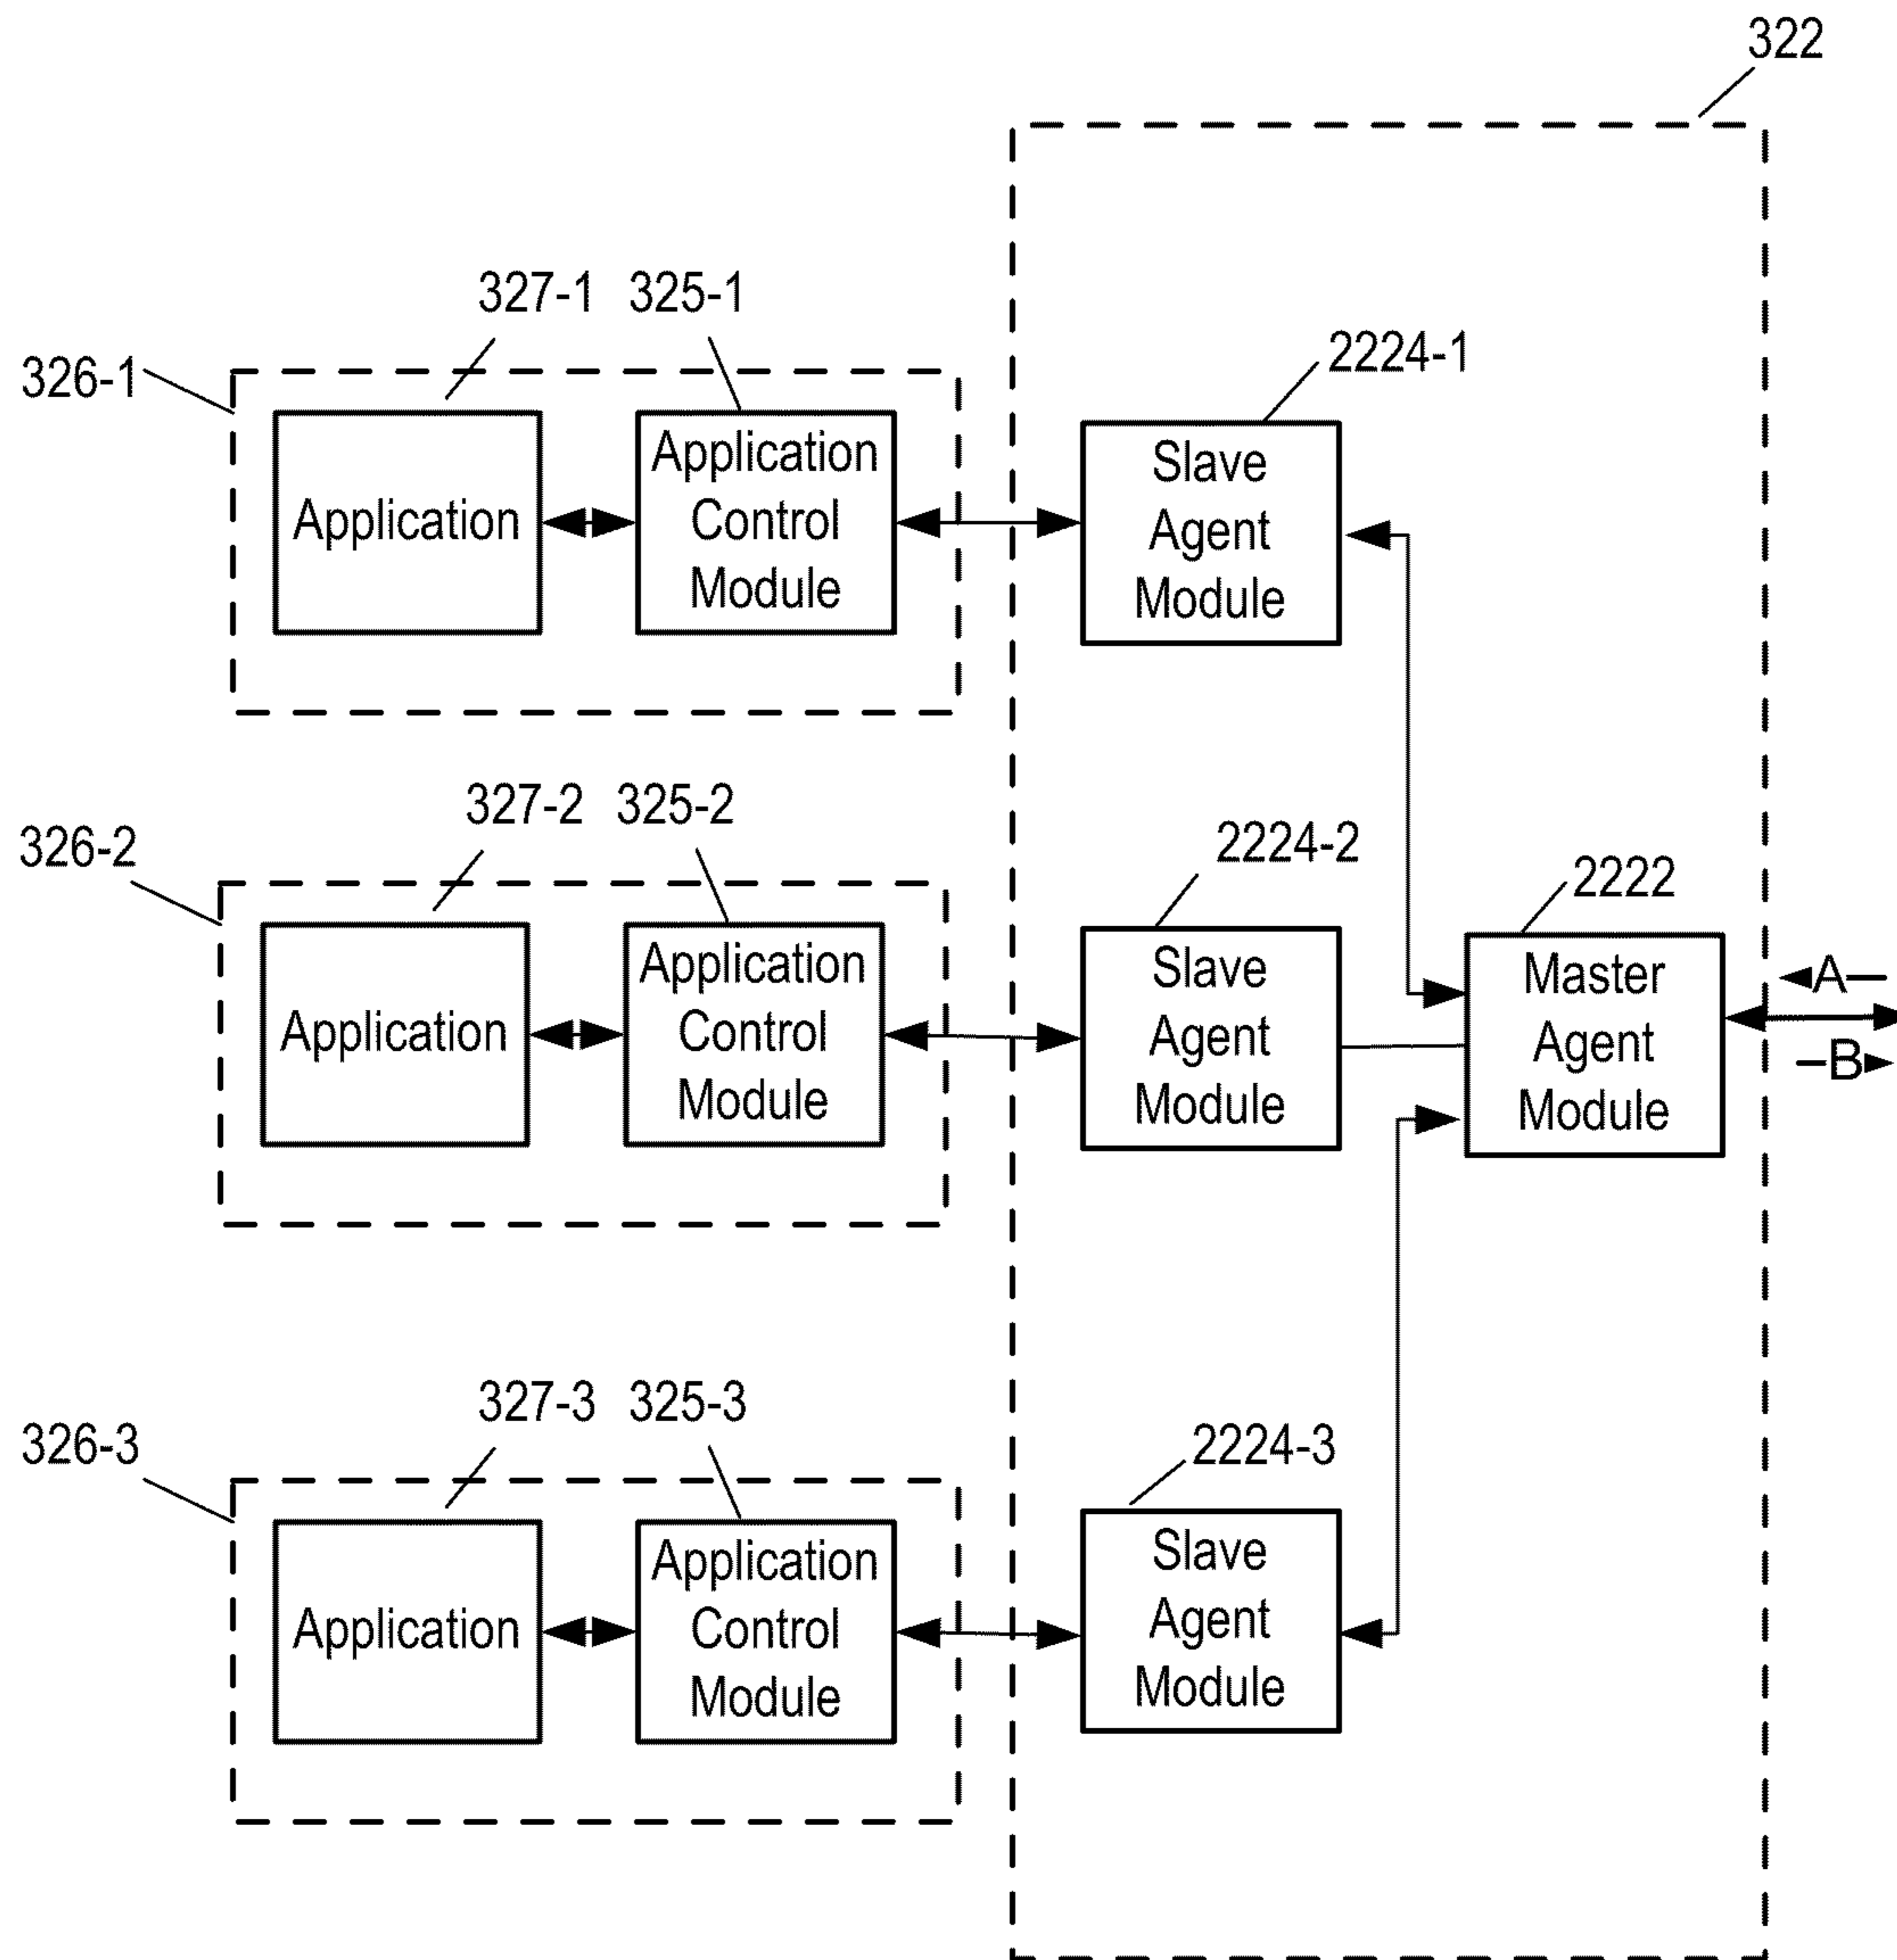 322
327-1 325-1
326-1
2224-1
Application
Application
Control
Module
Slave
Agent
Module
327-2 325-2
326-2
2224-2
2222
Application
Application
Control
Module
Slave
Agent
Module
Master
Agent
Module
A
B
327-3 325-3
326-3
2224-3
Application
Application
Control
Module
Slave
Agent
Module